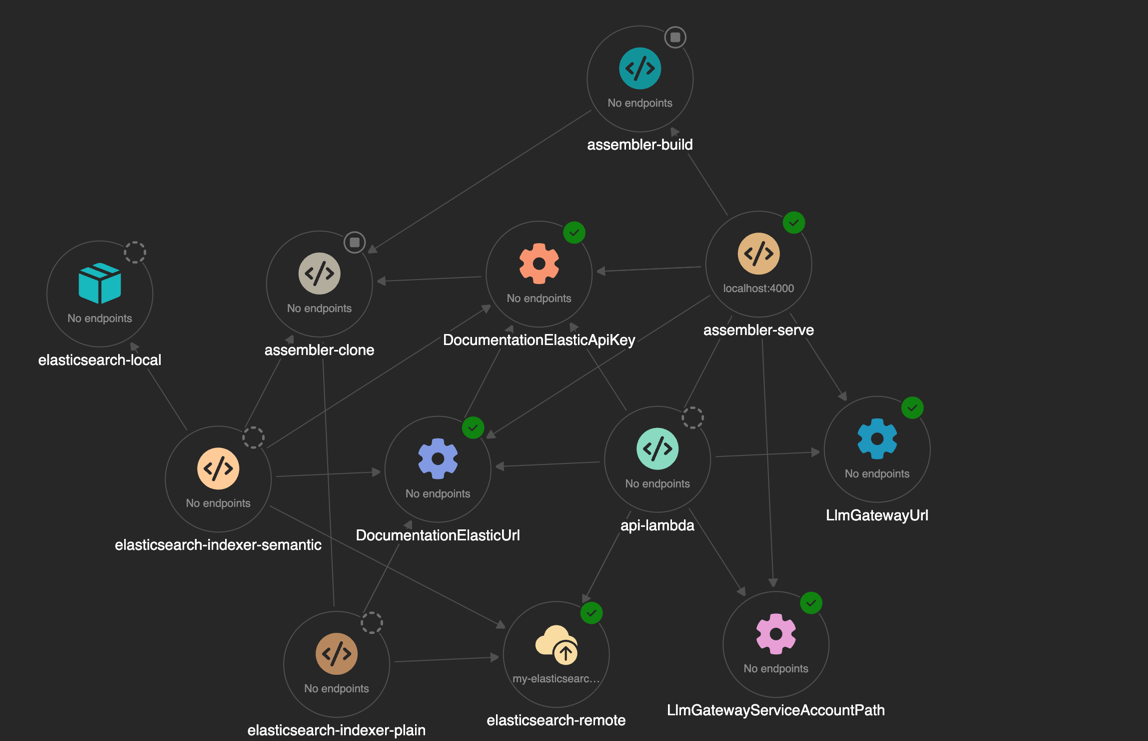 No endpoints
assembler-build
No endpoints
elasticsearch-local
No endpoints
assembler-clone
No endpoints
DocumentationElasticApiKey
localhost:4000
assembler-serve
No endpoints
elasticsearch-indexer-semantic
No endpoints
DocumentationElasticUrl
No endpoints
api-lambda
No endpoints
LlmGatewayUrl
No endpoints
elasticsearch-indexer-plain
my-elasticsearc...
elasticsearch-remote
No endpoints
LlmGatewayServiceAccountPath